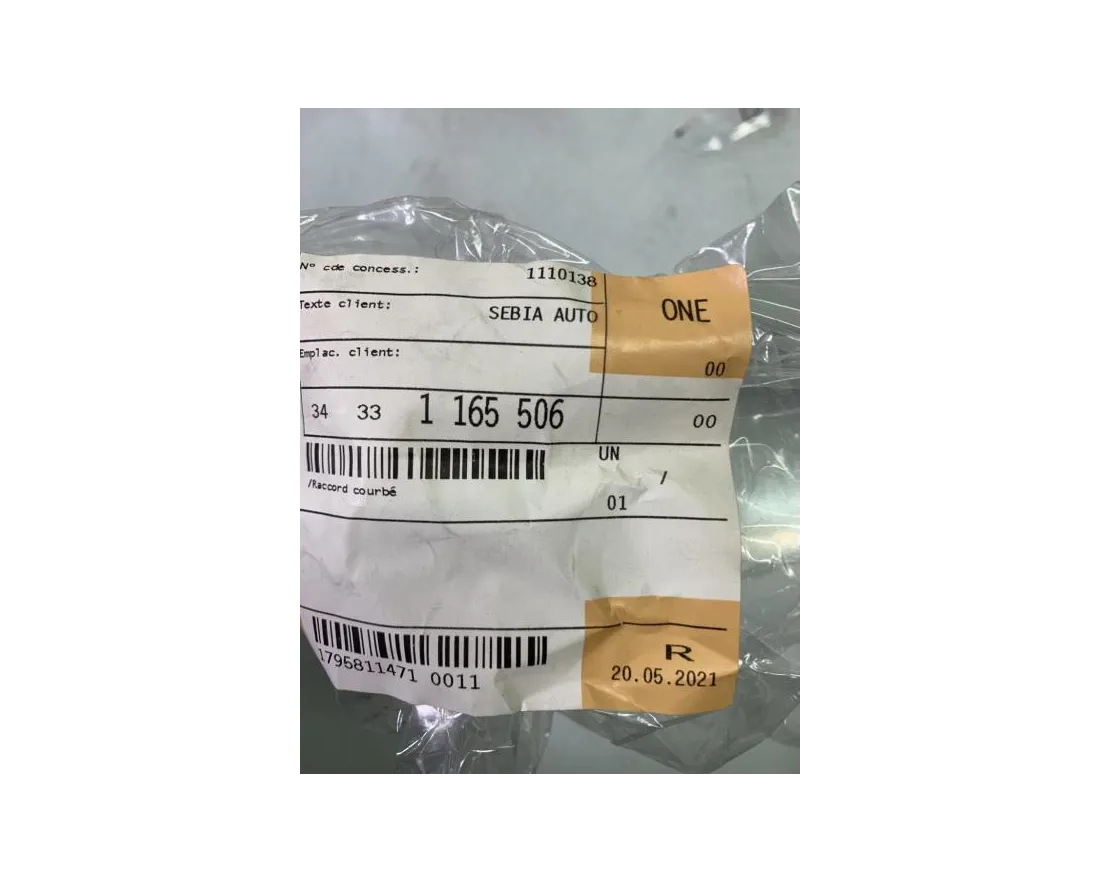 N° cde concess.: 1110138
ONE
Texte client: SEBIA AUTO
Emplac. client:
00
34 33 1 165 506 00
UN /
/Raccord courbé
01
R
1795811471 0011
20.05.2021